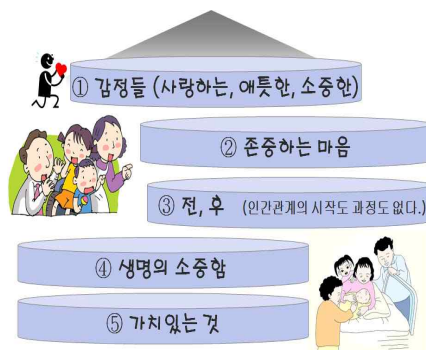 ① 감정들 (사랑하는, 애틋한, 소중한)
② 존중하는 마음
③ 전, 후 (인간관계의 시작도 과정도 없다.)
④ 생명의 소중함
⑤ 가치있는 것